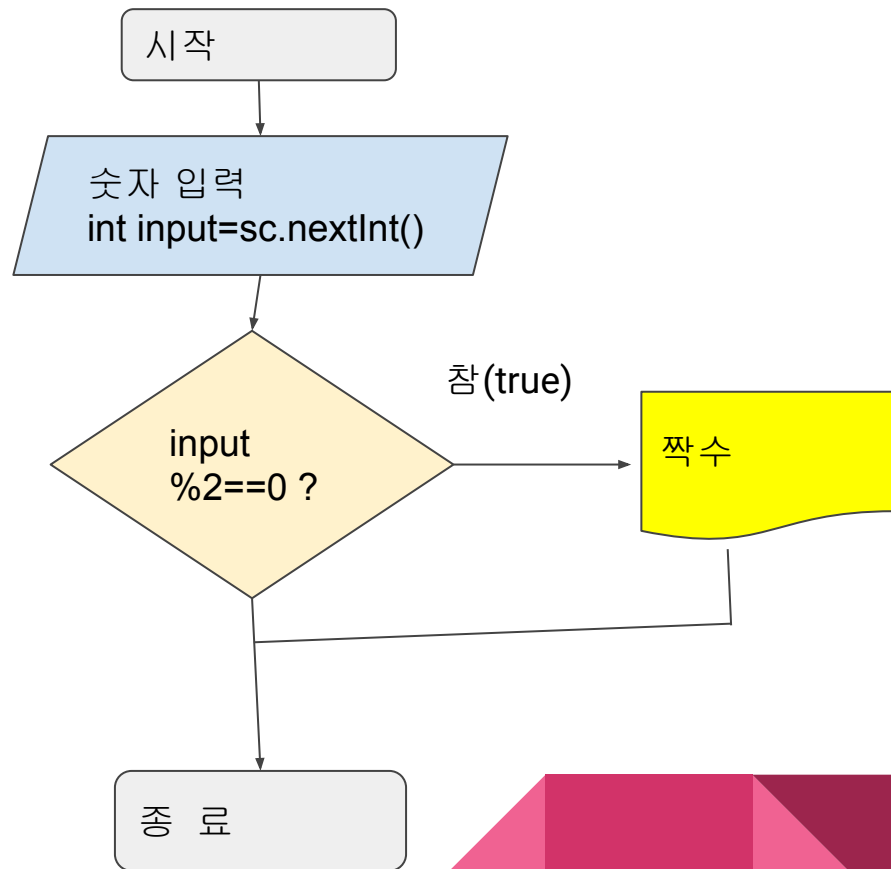 시작
숫자 입력
int input=sc.nextInt()
참(true)
input
%2==0 ?
짝수
종 료